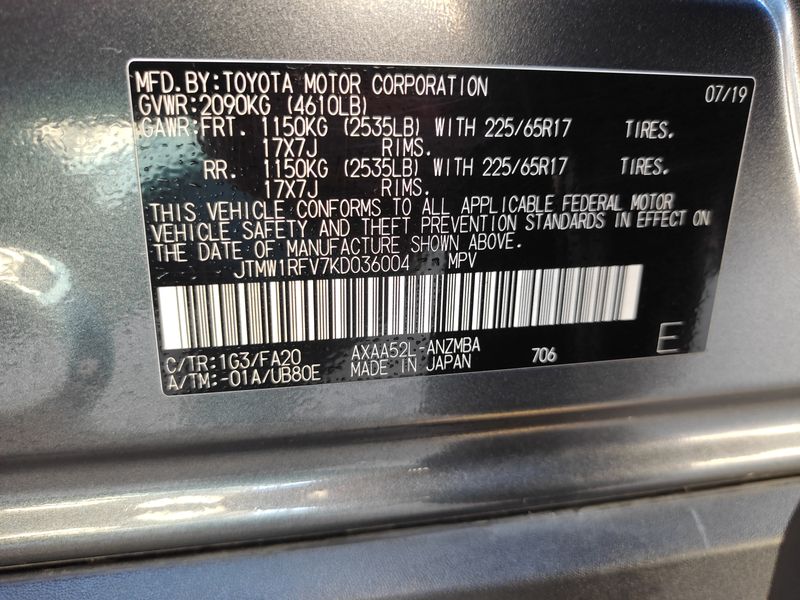 MFD.BY:TOYOTA MOTOR CORPORATION 07/19
GVWR:2090KG (4610LB)
GAWR:FRT. 1150KG (2535LB) WITH 225/65R17 TIRES.
17X7J RIMS.
RR. 1150KG (2535LB) WITH 225/65R17 TIRES.
17X7J RIMS.
THIS VEHICLE CONFORMS TO ALL APPLICABLE FEDERAL MOTOR
VEHICLE SAFETY AND THEFT PREVENTION STANDARDS IN EFFECT ON
THE DATE OF MANUFACTURE SHOWN ABOVE.
JTMW1RFV7KD036004 MPV
C/TR:1G3/FA20 AXAA52L-ANZMBA 706 E
A/TM:-01A/UB80E MADE IN JAPAN